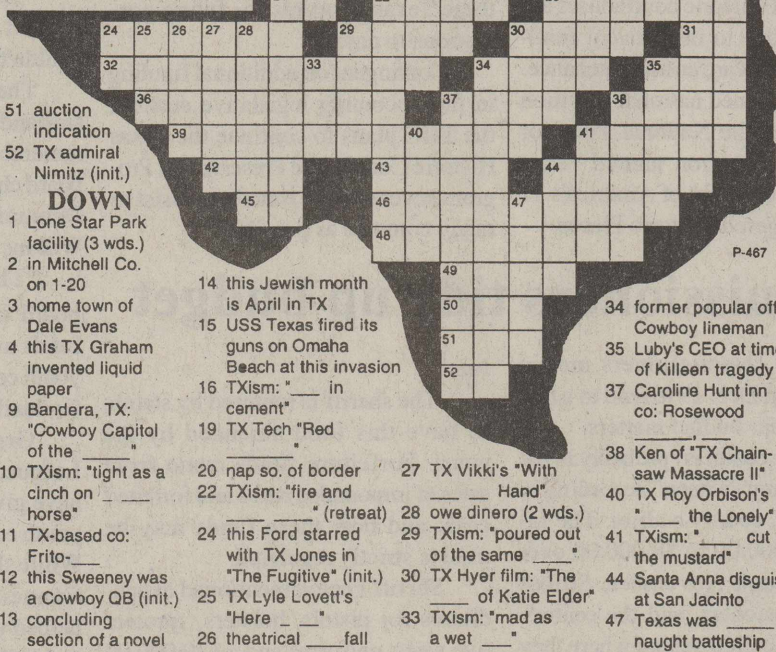 24 25 26 27 28 29 30 31
32 33 34 35
36 37 38
39 40 41
42 43 44
45 46 47
48
49
50
51
52
P-467
51 auction
indication
52 TX admiral
Nimitz (init.)
DOWN
1 Lone Star Park
facility (3 wds.)
2 in Mitchell Co.
on 1-20
3 home town of
Dale Evans
4 this TX Graham
invented liquid
paper
9 Bandera, TX:
"Cowboy Capitol
of the _____"
10 TXism: "tight as a
cinch on ___
horse"
11 TX-based co:
Frito-___
12 this Sweeney was
a Cowboy QB (init.)
13 concluding
section of a novel
14 this Jewish month
is April in TX
15 USS Texas fired its
guns on Omaha
Beach at this invasion
16 TXism: "___ in
cement"
19 TX Tech "Red
______"
20 nap so. of border
22 TXism: "fire and
____ ____" (retreat)
24 this Ford starred
with TX Jones in
"The Fugitive" (init.)
25 TX Lyle Lovett's
"Here __ __"
26 theatrical ____fall
27 TX Vikki's "With
___ ___ Hand"
28 owe dinero (2 wds.)
29 TXism: "poured out
of the same ____"
30 TX Hyer film: "The
____ of Katie Elder"
33 TXism: "mad as
a wet ___"
34 former popular
Cowboy lineman
35 Luby's CEO at
of Killeen tragedy
37 Caroline Hunt inn
co: Rosewood
______, ___
38 Ken of "TX Chain-
saw Massacre II"
40 TX Roy Orbison's
"____ the Lonely"
41 TXism: "____ cut
the mustard"
44 Santa Anna
at San Jacinto
47 Texas was _____
naught battleship